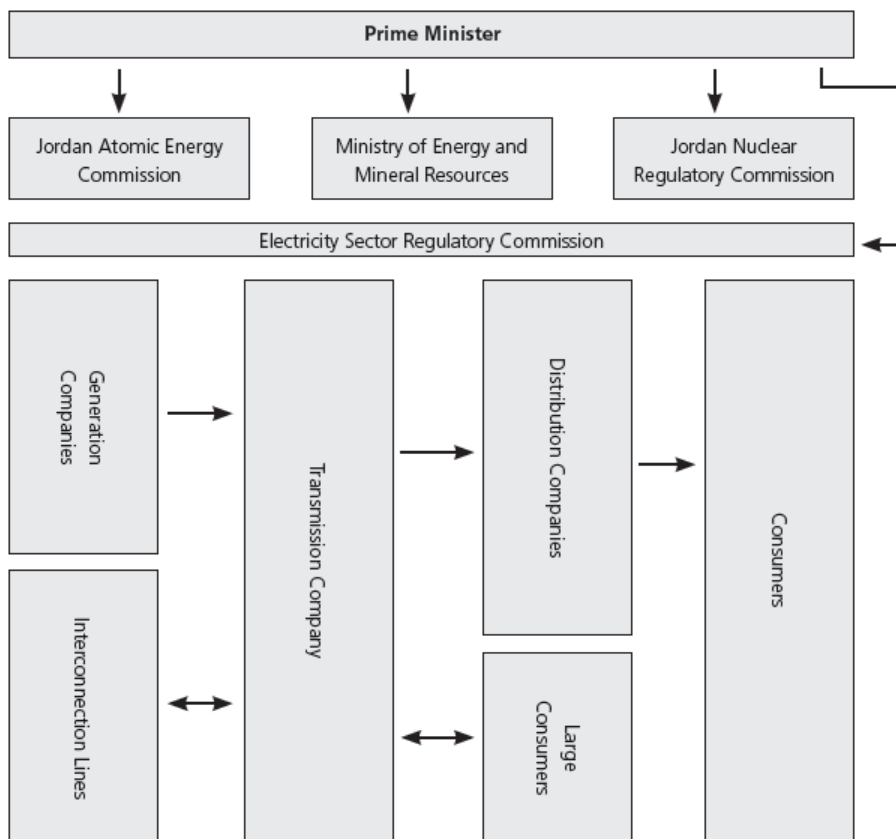 Prime Minister
Jordan Atomic Energy
Commission
Ministry of Energy and
Mineral Resources
Jordan Nuclear
Regulatory Commission
Electricity Sector Regulatory Commission
Generation
Companies
Interconnection Lines
Transmission Company
Distribution Companies
Large
Consumers
Consumers